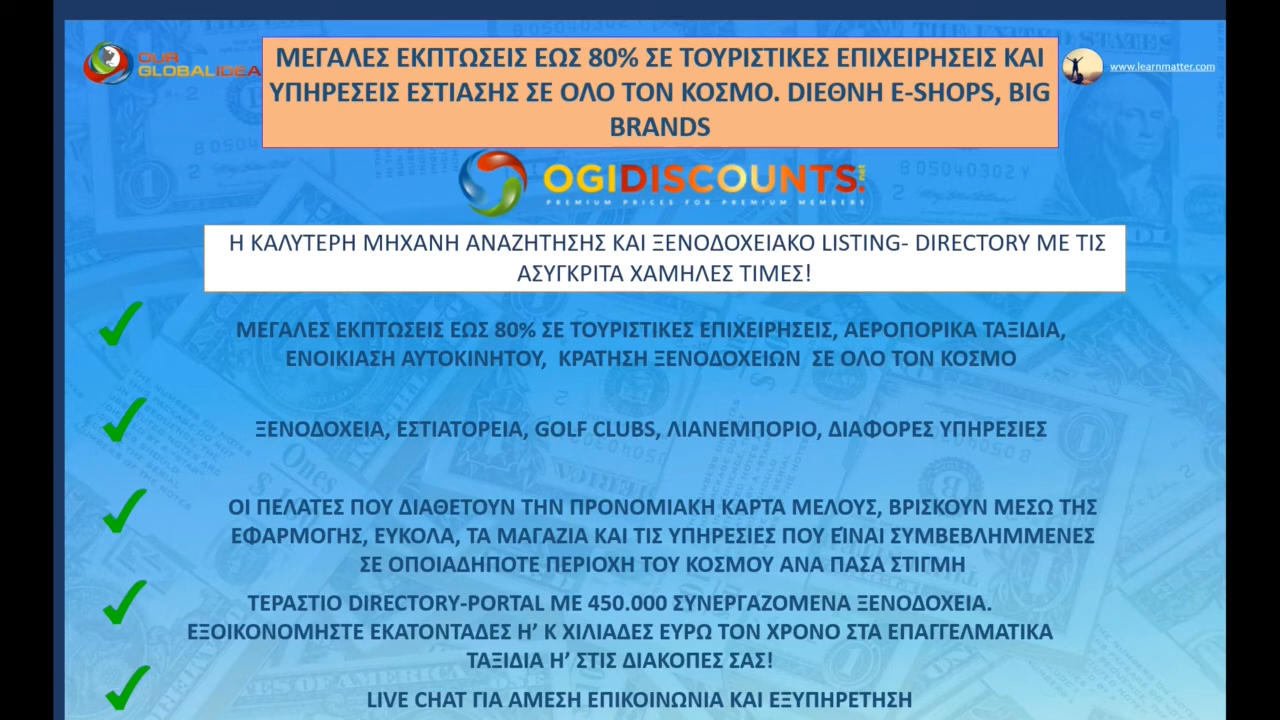 OUR
GLOBALIDEA
ΜΕΓΑΛΕΣ ΕΚΠΤΩΣΕΙΣ ΕΩΣ 80% ΣΕ ΤΟΥΡΙΣΤΙΚΕΣ ΕΠΙΧΕΙΡΗΣΕΙΣ ΚΑΙ
ΥΠΗΡΕΣΕΙΣ ΕΣΤΙΑΣΗΣ ΣΕ ΟΛΟ ΤΟΝ ΚΟΣΜΟ. ΔΙΕΘΝΗ E-SHOPS, BIG
BRANDS
www.learnmatter.com
OGIDISCOUNTS.net
PREMIUM PRICES FOR PREMIUM MEMBERS
Η ΚΑΛΥΤΕΡΗ ΜΗΧΑΝΗ ΑΝΑΖΗΤΗΣΗΣ ΚΑΙ ΞΕΝΟΔΟΧΕΙΑΚΟ LISTING- DIRECTORY ΜΕ ΤΙΣ
ΑΣΥΓΚΡΙΤΑ ΧΑΜΗΛΕΣ ΤΙΜΕΣ!
ΜΕΓΑΛΕΣ ΕΚΠΤΩΣΕΙΣ ΕΩΣ 80% ΣΕ ΤΟΥΡΙΣΤΙΚΕΣ ΕΠΙΧΕΙΡΗΣΕΙΣ, ΑΕΡΟΠΟΡΙΚΑ ΤΑΞΙΔΙΑ,
ΕΝΟΙΚΙΑΣΗ ΑΥΤΟΚΙΝΗΤΟΥ, ΚΡΑΤΗΣΗ ΞΕΝΟΔΟΧΕΙΩΝ ΣΕ ΟΛΟ ΤΟΝ ΚΟΣΜΟ
ΞΕΝΟΔΟΧΕΙΑ, ΕΣΤΙΑΤΟΡΕΙΑ, GOLF CLUBS, ΛΙΑΝΕΜΠΟΡΙΟ, ΔΙΑΦΟΡΕΣ ΥΠΗΡΕΣΙΕΣ
ΟΙ ΠΕΛΑΤΕΣ ΠΟΥ ΔΙΑΘΕΤΟΥΝ ΤΗΝ ΠΡΟΝΟΜΙΑΚΗ ΚΑΡΤΑ ΜΕΛΟΥΣ, ΒΡΙΣΚΟΥΝ ΜΕΣΩ ΤΗΣ
ΕΦΑΡΜΟΓΗΣ, ΕΥΚΟΛΑ, ΤΑ ΜΑΓΑΖΙΑ ΚΑΙ ΤΙΣ ΥΠΗΡΕΣΙΕΣ ΠΟΥ ΕΊΝΑΙ ΣΥΜΒΕΒΛΗΜΜΕΝΕΣ
ΣΕ ΟΠΟΙΑΔΗΠΟΤΕ ΠΕΡΙΟΧΗ ΤΟΥ ΚΟΣΜΟΥ ΑΝΑ ΠΑΣΑ ΣΤΙΓΜΗ
ΤΕΡΑΣΤΙΟ DIRECTORY-PORTAL ΜΕ 450.000 ΣΥΝΕΡΓΑΖΟΜΕΝΑ ΞΕΝΟΔΟΧΕΙΑ.
ΕΞΟΙΚΟΝΟΜΗΣΤΕ ΕΚΑΤΟΝΤΑΔΕΣ Η’ Κ ΧΙΛΙΑΔΕΣ ΕΥΡΩ ΤΟΝ ΧΡΟΝΟ ΣΤΑ ΕΠΑΓΓΕΛΜΑΤΙΚΑ
ΤΑΞΙΔΙΑ Η’ ΣΤΙΣ ΔΙΑΚΟΠΕΣ ΣΑΣ!
LIVE CHAT ΓΙΑ ΑΜΕΣΗ ΕΠΙΚΟΙΝΩΝΙΑ ΚΑΙ ΕΞΥΠΗΡΕΤΗΣΗ